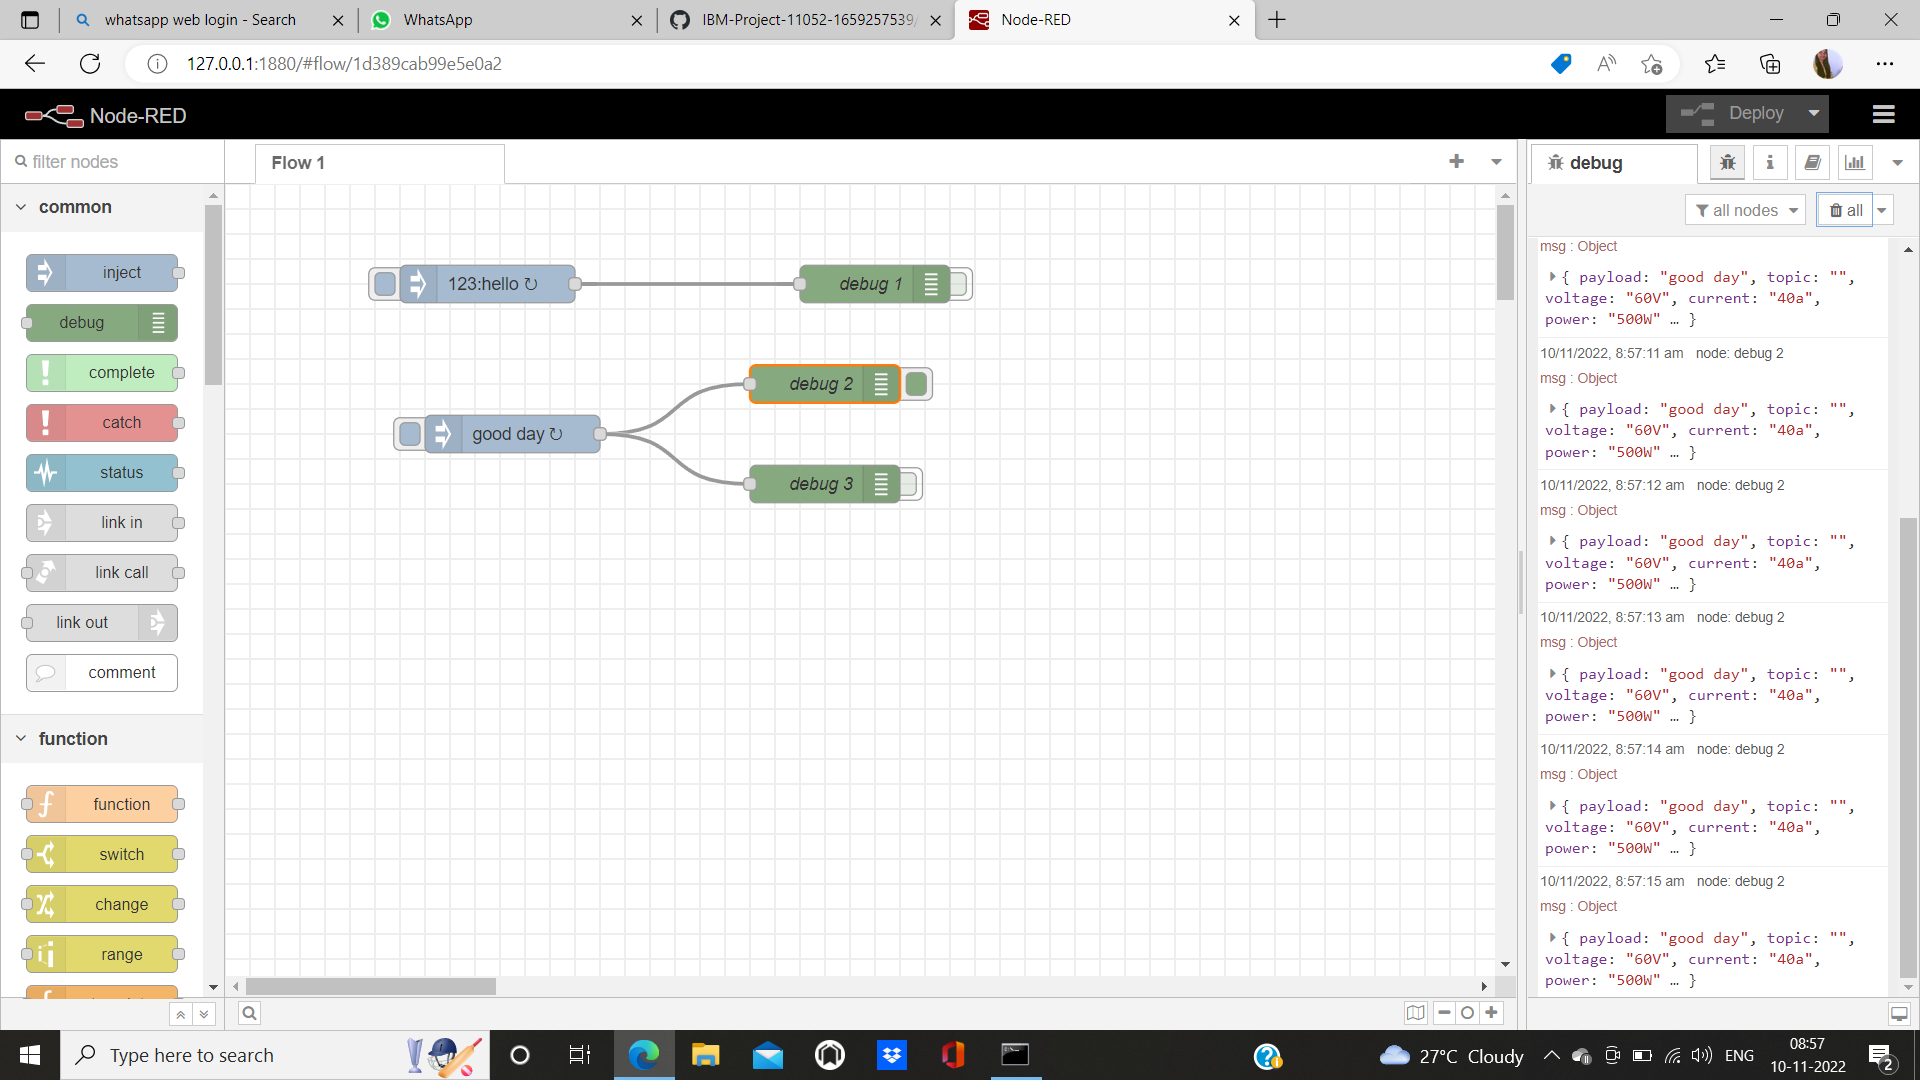 whatsapp web login - Search
WhatsApp
IBM-Project-11052-1659257539/
Node-RED
127.0.0.1:1880/#flow/1d389cab99e5e0a2
Node-RED
Deploy
filter nodes
Flow 1
debug
i
all nodes
all
common
inject
debug
complete
catch
status
link in
link call
link out
comment
function
function
switch
change
range
123:hello ↻
debug 1
debug 2
good day ↻
debug 3
msg : Object
{ payload: "good day", topic: "",
voltage: "60V", current: "40a",
power: "500W" … }
10/11/2022, 8:57:11 am node: debug 2
msg : Object
{ payload: "good day", topic: "",
voltage: "60V", current: "40a",
power: "500W" … }
10/11/2022, 8:57:12 am node: debug 2
msg : Object
{ payload: "good day", topic: "",
voltage: "60V", current: "40a",
power: "500W" … }
10/11/2022, 8:57:13 am node: debug 2
msg : Object
{ payload: "good day", topic: "",
voltage: "60V", current: "40a",
power: "500W" … }
10/11/2022, 8:57:14 am node: debug 2
msg : Object
{ payload: "good day", topic: "",
voltage: "60V", current: "40a",
power: "500W" … }
10/11/2022, 8:57:15 am node: debug 2
msg : Object
{ payload: "good day", topic: "",
voltage: "60V", current: "40a",
power: "500W" … }
Type here to search
27°C Cloudy
ENG
08:57
10-11-2022
2